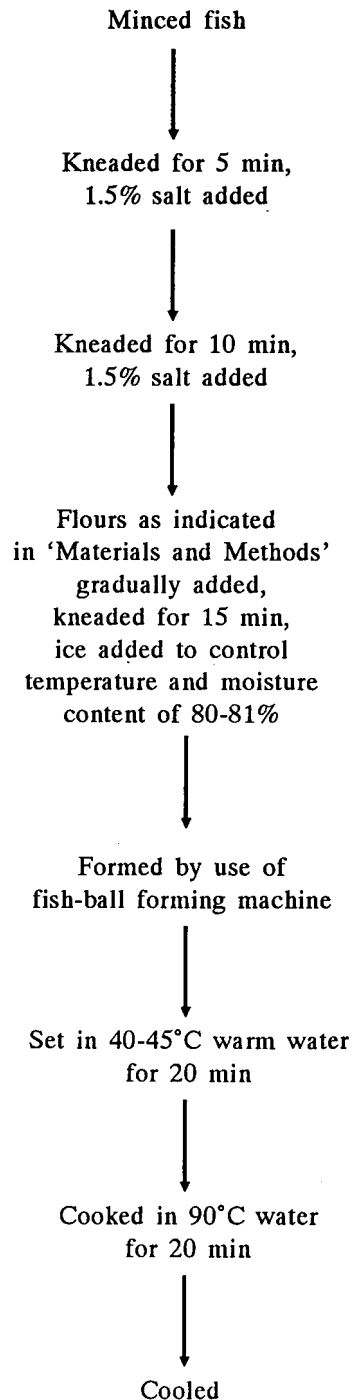 Minced fish
Kneaded for 5 min,
1.5% salt added
Kneaded for 10 min,
1.5% salt added
Flours as indicated
in ‘Materials and Methods’
gradually added,
kneaded for 15 min,
ice added to control
temperature and moisture
content of 80-81%
Formed by use of
fish-ball forming machine
Set in 40-45°C warm water
for 20 min
Cooked in 90°C water
for 20 min
Cooled